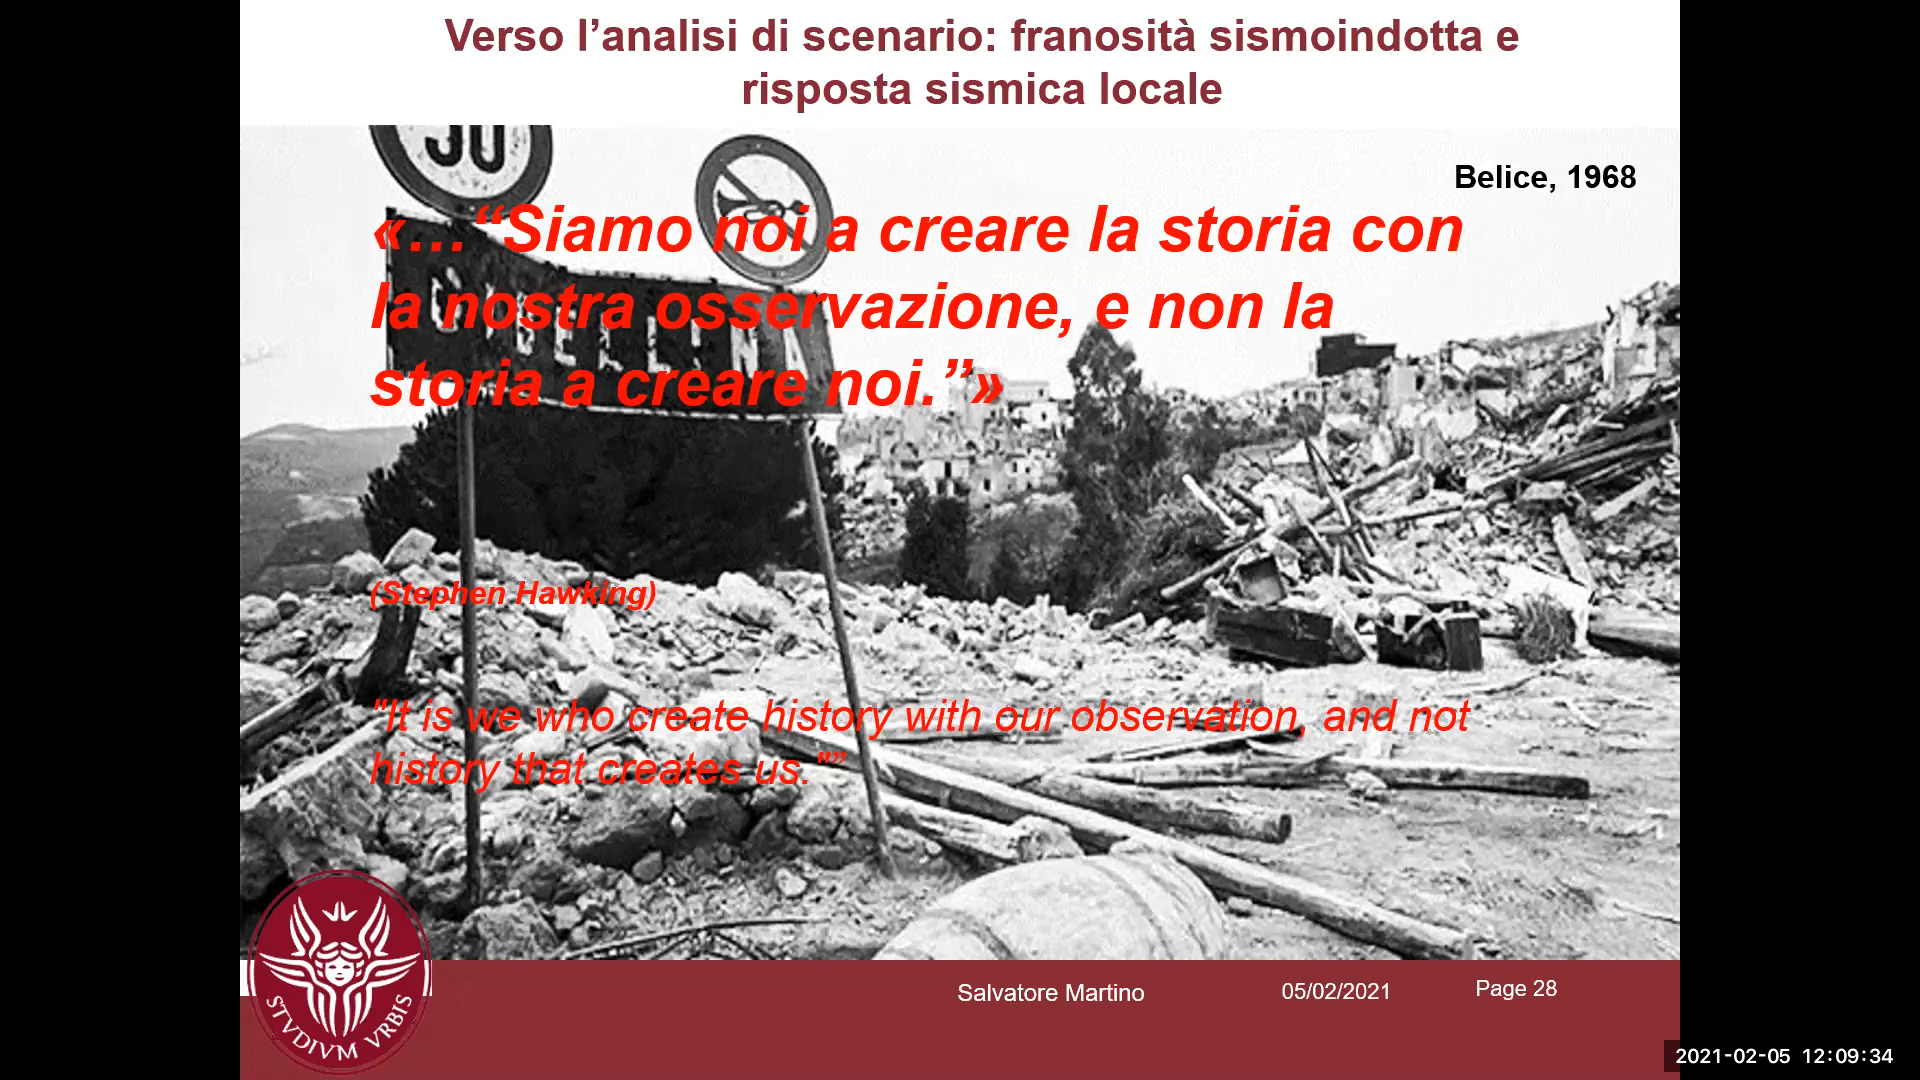 Verso l’analisi di scenario: franosità sismoindotta e
risposta sismica locale
30
Belice, 1968
«…“Siamo noi a creare la storia con
la nostra osservazione, e non la
storia a creare noi.”»
GIBELLINA
(Stephen Hawking)
"It is we who create history with our observation, and not
history that creates us."”
STVDIVM VRBIS
Salvatore Martino
05/02/2021
Page 28
2021-02-05 12:09:34